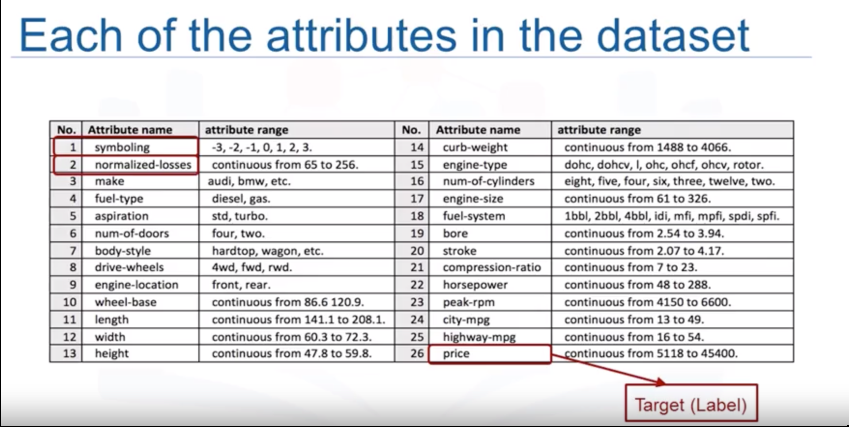 Each of the attributes in the dataset
No. Attribute name attribute range No. Attribute name attribute range
1 symboling -3, -2, -1, 0, 1, 2, 3. 14 curb-weight continuous from 1488 to 4066.
2 normalized-losses continuous from 65 to 256. 15 engine-type dohc, dohcv, l, ohc, ohcf, ohcv, rotor.
3 make audi, bmw, etc. 16 num-of-cylinders eight, five, four, six, three, twelve, two.
4 fuel-type diesel, gas. 17 engine-size continuous from 61 to 326.
5 aspiration std, turbo. 18 fuel-system 1bbl, 2bbl, 4bbl, idi, mfi, mpfi, spdi, spfi.
6 num-of-doors four, two. 19 bore continuous from 2.54 to 3.94.
7 body-style hardtop, wagon, etc. 20 stroke continuous from 2.07 to 4.17.
8 drive-wheels 4wd, fwd, rwd. 21 compression-ratio continuous from 7 to 23.
9 engine-location front, rear. 22 horsepower continuous from 48 to 288.
10 wheel-base continuous from 86.6 120.9. 23 peak-rpm continuous from 4150 to 6600.
11 length continuous from 141.1 to 208.1. 24 city-mpg continuous from 13 to 49.
12 width continuous from 60.3 to 72.3. 25 highway-mpg continuous from 16 to 54.
13 height continuous from 47.8 to 59.8. 26 price continuous from 5118 to 45400.
Target (Label)